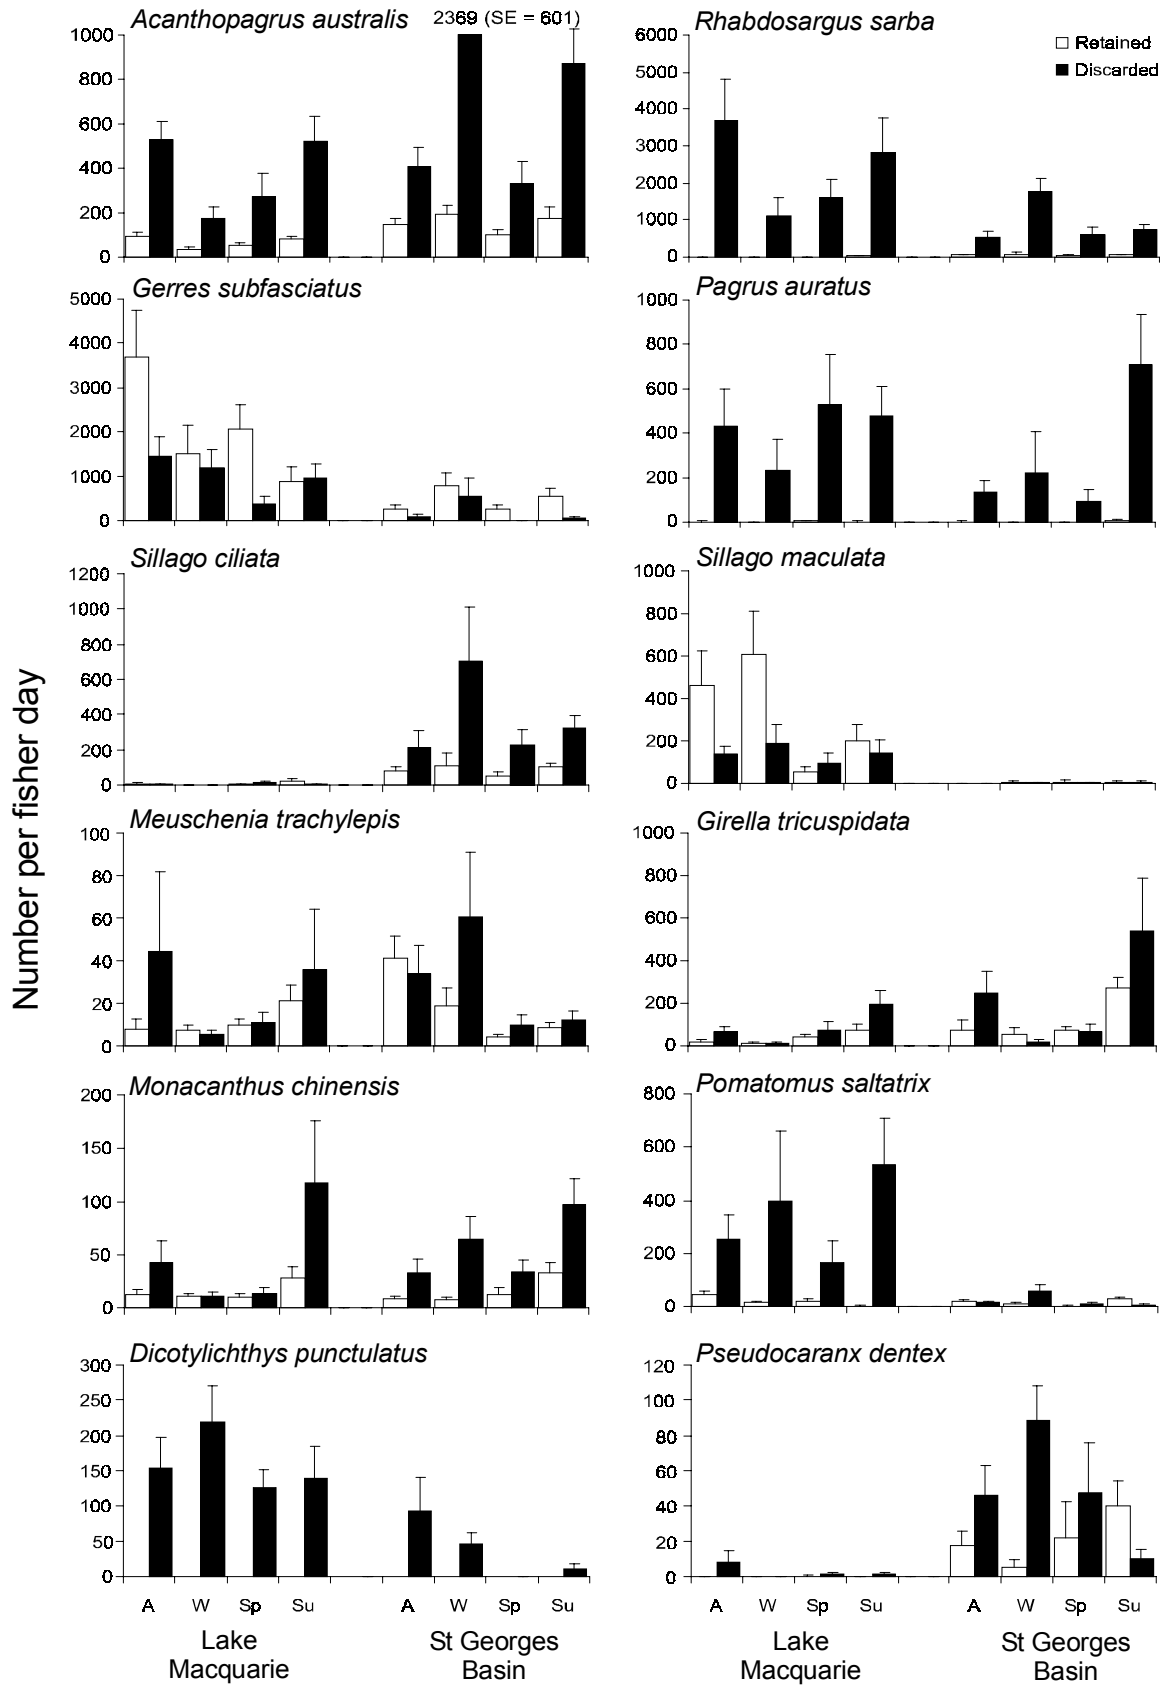 Acanthopagrus australis
2369 (SE = 601)
1000
800
600
400
200
0
Rhabdosargus sarba
6000
5000
4000
3000
2000
1000
0
Retained
Discarded
Gerres subfasciatus
5000
4000
3000
2000
1000
0
Pagrus auratus
1000
800
600
400
200
0
Sillago ciliata
1200
1000
800
600
400
200
0
Sillago maculata
1000
800
600
400
200
0
Number per fisher day
Meuschenia trachylepis
100
80
60
40
20
0
Girella tricuspidata
1000
800
600
400
200
0
Monacanthus chinensis
200
150
100
50
0
Pomatomus saltatrix
800
600
400
200
0
Dicotylichthys punctulatus
300
250
200
150
100
50
0
A W Sp Su A W Sp Su
Lake
Macquarie
St Georges
Basin
Pseudocaranx dentex
120
100
80
60
40
20
0
A W Sp Su A W Sp Su
Lake
Macquarie
St Georges
Basin